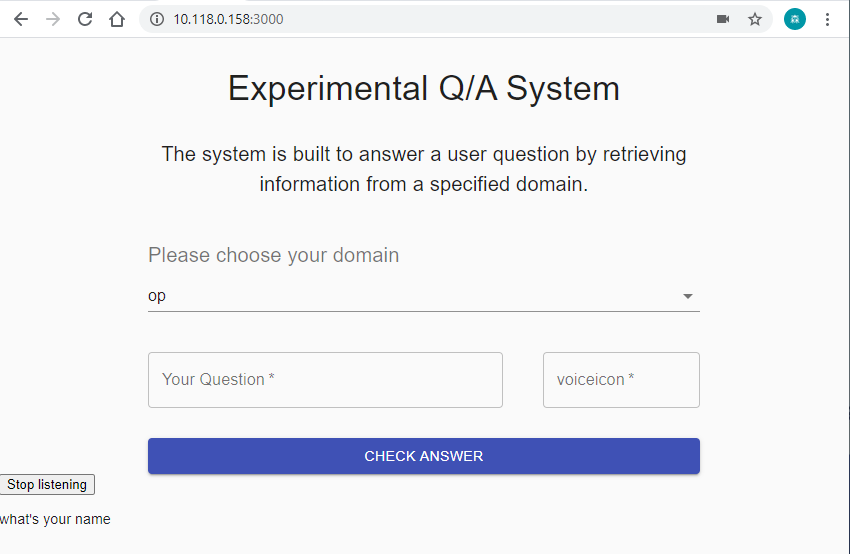 10.118.0.158:3000
Experimental Q/A System
The system is built to answer a user question by retrieving
information from a specified domain.
Please choose your domain
op
Your Question *
voiceicon *
CHECK ANSWER
Stop listening
what's your name